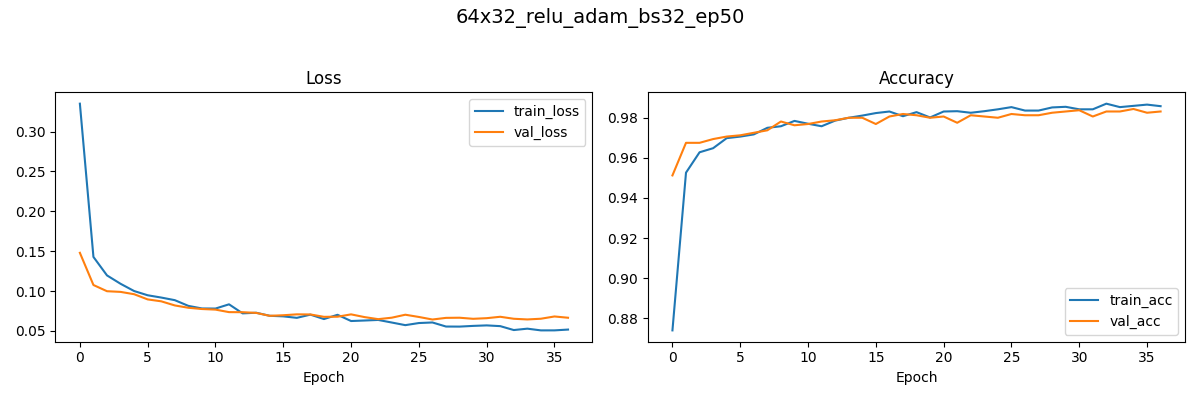 64x32_relu_adam_bs32_ep50
Loss
train_loss
val_loss
0.30
0.25
0.20
0.15
0.10
0.05
0 5 10 15 20 25 30 35
Epoch
Accuracy
0.98
0.96
0.94
0.92
0.90
0.88
train_acc
val_acc
0 5 10 15 20 25 30 35
Epoch